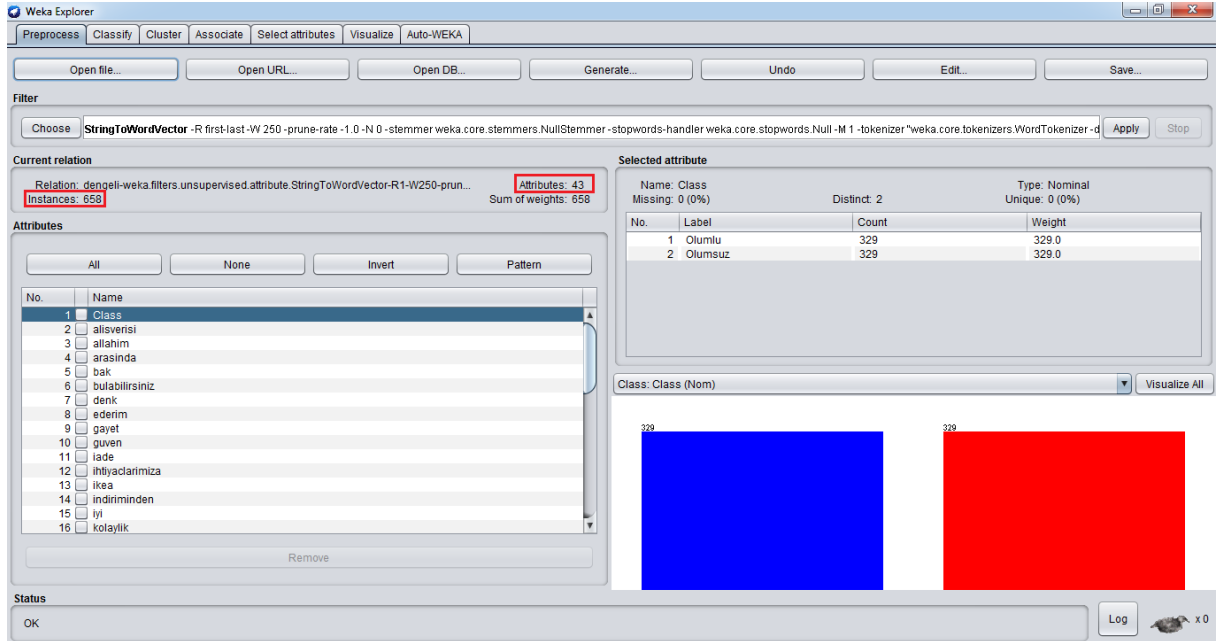 Weka Explorer
Preprocess Classify Cluster Associate Select attributes Visualize Auto-WEKA
Open file... Open URL... Open DB... Generate... Undo Edit... Save...
Filter
Choose StringToWordVector -R first-last -W 250 -prune-rate -1.0 -N 0 -stemmer weka.core.stemmers.NullStemmer -stopwords-handler weka.core.stopwords.Null -M 1 -tokenizer "weka.core.tokenizers.WordTokenizer -d Apply Stop
Current relation
Relation: dengeli-weka.filters.unsupervised.attribute.StringToWordVector-R1-W250-prun... Attributes: 43
Instances: 658 Sum of weights: 658
Attributes
All None Invert Pattern
No. Name
1 Class
2 alisverisi
3 allahim
4 arasinda
5 bak
6 bulabilirsiniz
7 denk
8 ederim
9 gayet
10 guven
11 iade
12 ihtiyaclarimiza
13 ikea
14 indiriminden
15 iyi
16 kolaylik
Remove
Selected attribute
Name: Class Type: Nominal
Missing: 0 (0%) Distinct: 2 Unique: 0 (0%)
No. Label Count Weight
1 Olumlu 329 329.0
2 Olumsuz 329 329.0
Class: Class (Nom) Visualize All
329 329
Status
OK Log x 0